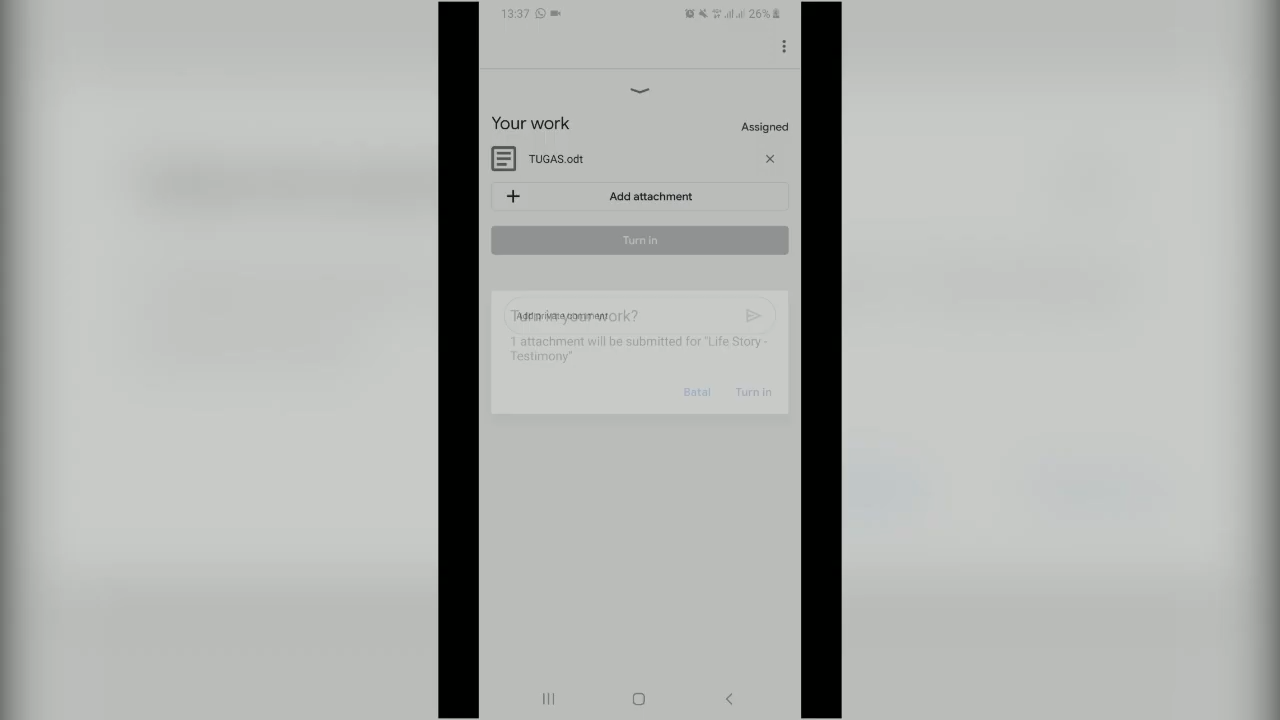 13:37
26%
Your work
Assigned
TUGAS.odt
Add attachment
Turn in
Turn in your work?
Add private comment
1 attachment will be submitted for "Life Story -
Testimony"
Batal
Turn in